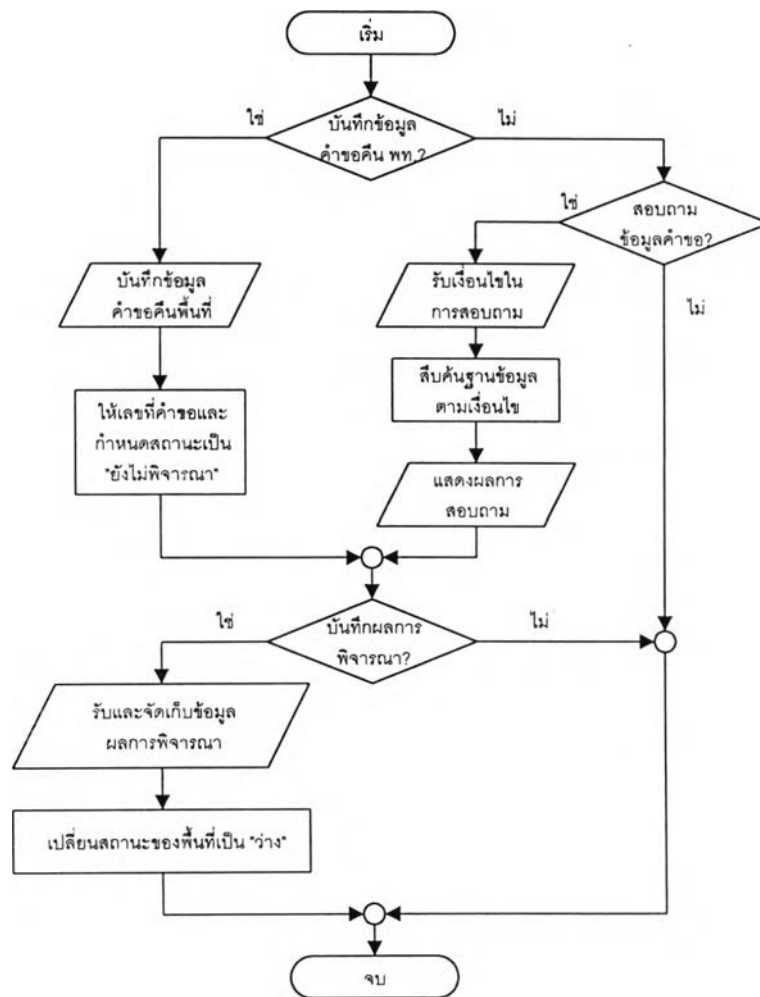 เริ่ม
ใช่
บันทึกข้อมูล
คำขอคืน พท.?
ไม่
ใช่
สอบถาม
ข้อมูลคำขอ?
บันทึกข้อมูล
คำขอคืนพื้นที่
รับเงื่อนไขใน
การสอบถาม
ไม่
ให้เลขที่คำขอและ
กำหนดสถานะเป็น
"ยังไม่พิจารณา"
สืบค้นฐานข้อมูล
ตามเงื่อนไข
แสดงผลการ
สอบถาม
ใช่
บันทึกผลการ
พิจารณา?
ไม่
รับและจัดเก็บข้อมูล
ผลการพิจารณา
เปลี่ยนสถานะของพื้นที่เป็น "ว่าง"
จบ